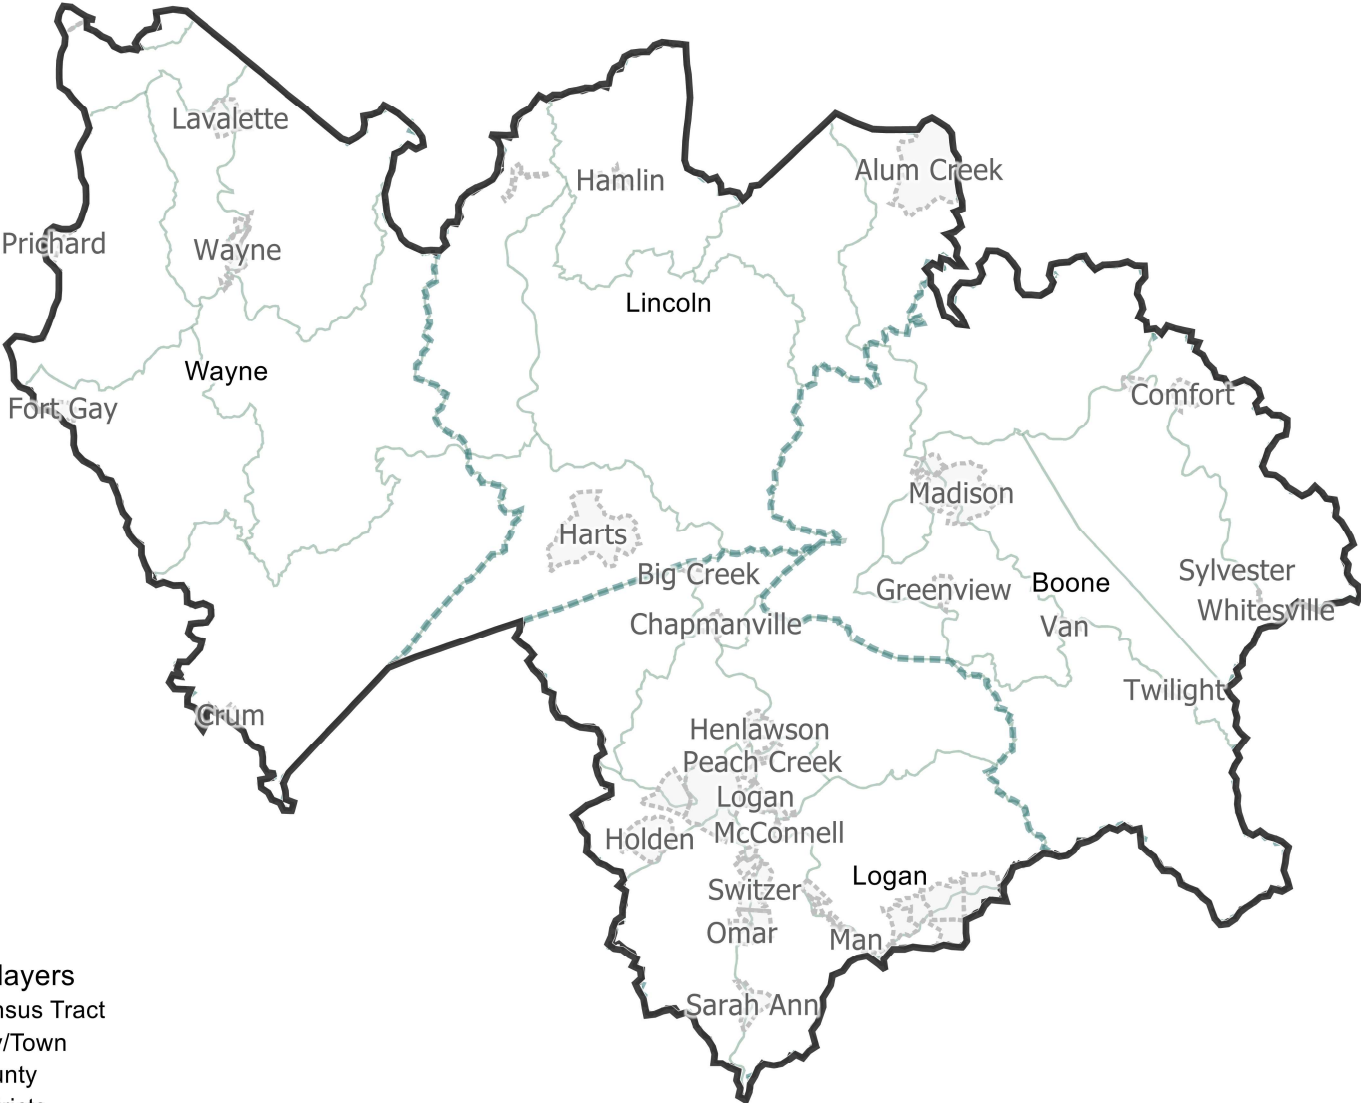 Lavalette
Hamlin
Alum Creek
Prichard
Wayne
Lincoln
Wayne
Fort Gay
Comfort
Madison
Harts
Big Creek
Greenview
Boone
Sylvester
Whitesville
Chapmanville
Van
Twilight
Crum
Henlawson
Peach Creek
Logan
Holden
McConnell
Switzer
Logan
Omar
Man
Sarah Ann
layers
nsus Tract
y/Town
unty